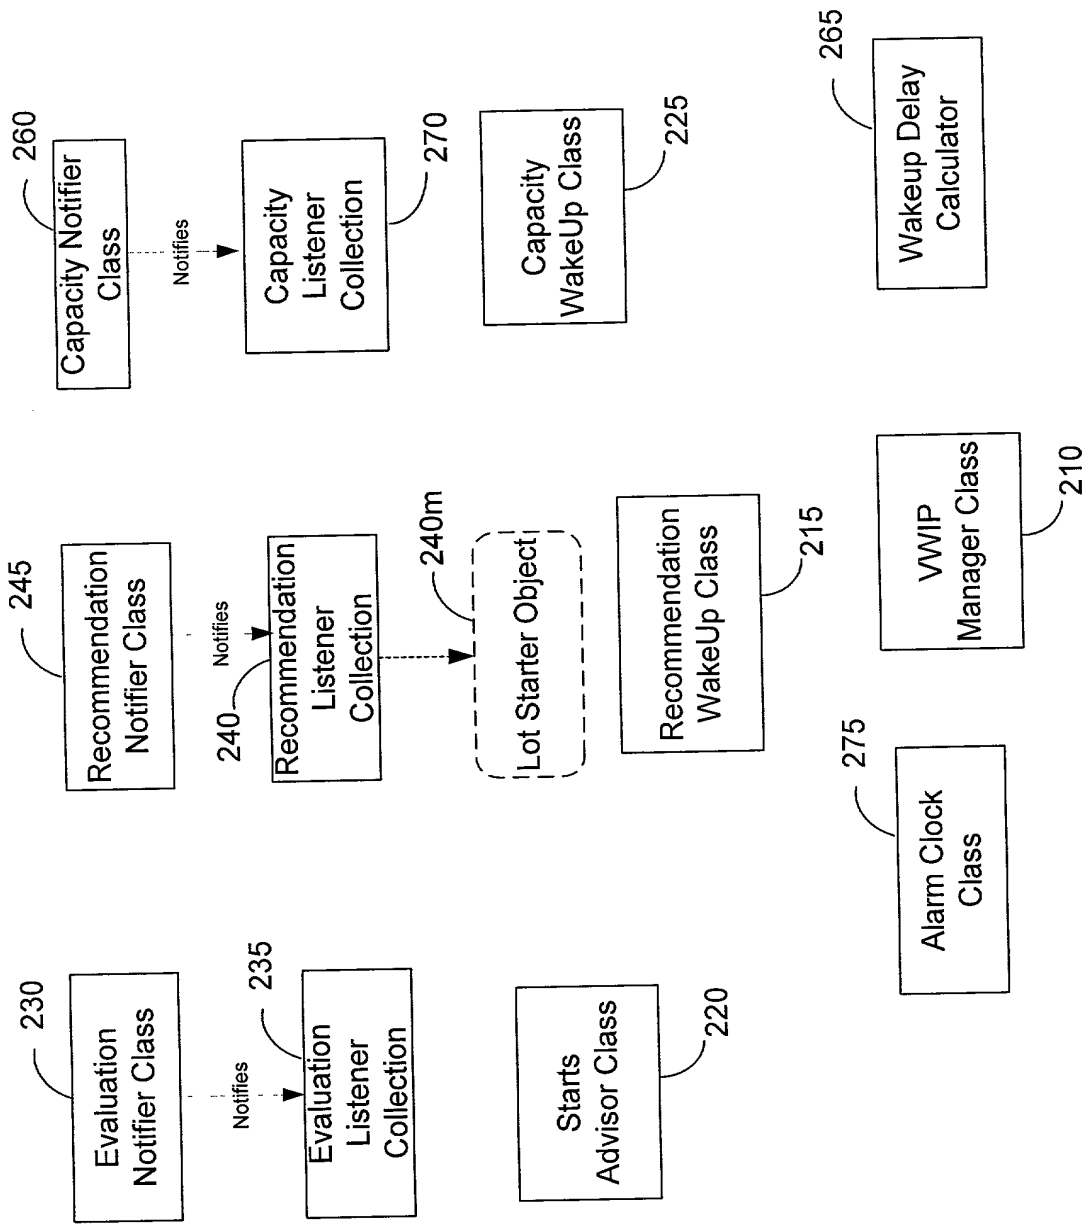 230
Evaluation
Notifier Class
Notifies
235
Evaluation
Listener
Collection
Starts
Advisor Class
220
245
Recommendation
Notifier Class
Notifies
240
Recommendation
Listener
Collection
240m
Lot Starter Object
Recommendation
WakeUp Class
215
260
Capacity Notifier
Class
Notifies
Capacity
Listener
Collection
270
Capacity
WakeUp Class
225
275
Alarm Clock
Class
VWIP
Manager Class
210
265
Wakeup Delay
Calculator